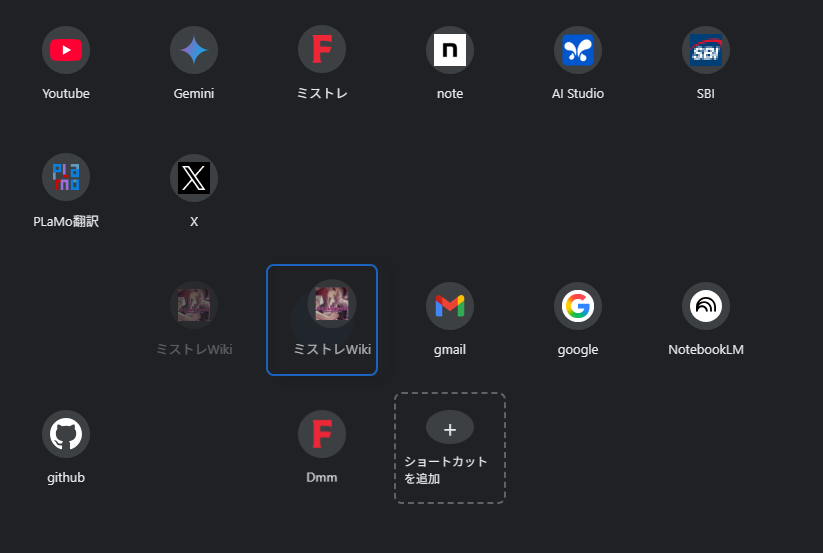 Youtube
Gemini
ミストレ
note
AI Studio
SBI
PLaMo翻訳
X
ミストレWiki
ミストレWiki
gmail
google
NotebookLM
github
Dmm
ショートカット
を追加